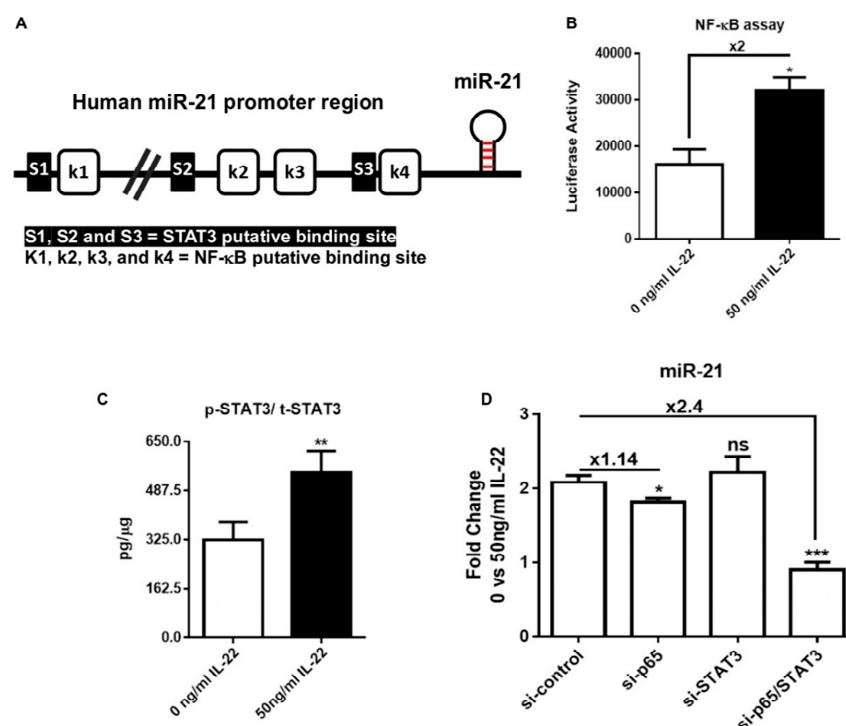 A
Human miR-21 promoter region
miR-21
S1
k1
S2
k2
k3
S3
k4
S1, S2 and S3 = STAT3 putative binding site
K1, k2, k3, and k4 = NF-κB putative binding site
B
NF-κB assay
x2
*
Luciferase Activity
40000
30000
20000
10000
0
0 ng/ml IL-22
50 ng/ml IL-22
C
p-STAT3/ t-STAT3
**
pg/µg
650.0
487.5
325.0
162.5
0.0
0 ng/ml IL-22
50ng/ml IL-22
D
miR-21
x2.4
x1.14
*
ns
***
Fold Change
0 vs 50ng/ml IL-22
3
2
1
0
si-control
si-p65
si-STAT3
si-p65/STAT3